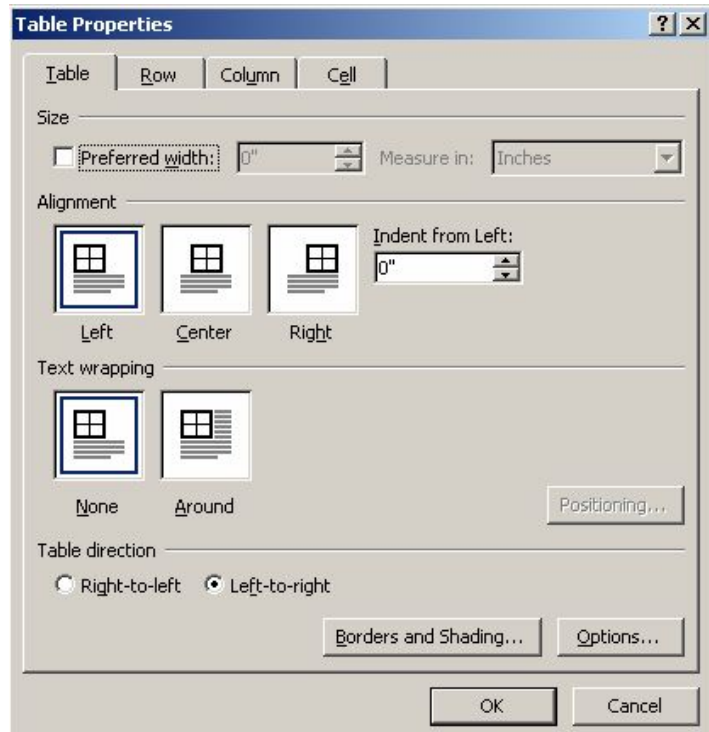 Table Properties
Table Row Column Cell
Size
Preferred width: 0" Measure in: Inches
Alignment
Indent from Left:
0"
Left Center Right
Text wrapping
None Around
Positioning...
Table direction
Right-to-left Left-to-right
Borders and Shading... Options...
OK Cancel